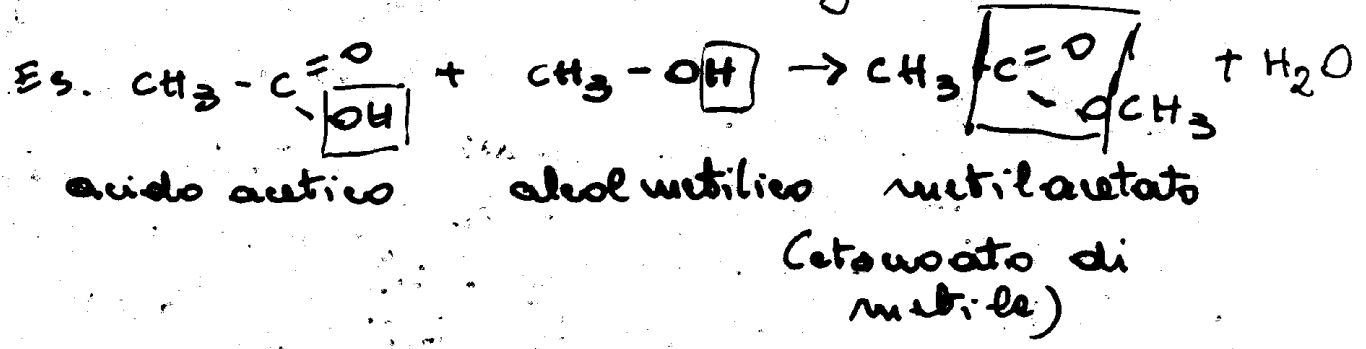 Es. CH₃ - C =O OH + CH₃ - OH → CH₃ C =O OCH₃ + H₂O
acido acetico alcol metilico metilacetato
(etanoato di
metile)